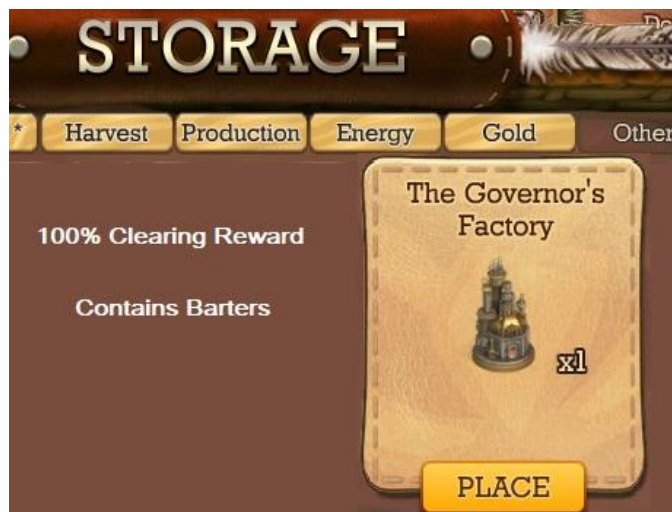 STORAGE
* Harvest Production Energy Gold Other
The Governor's
Factory
100% Clearing Reward
Contains Barters
x1
PLACE